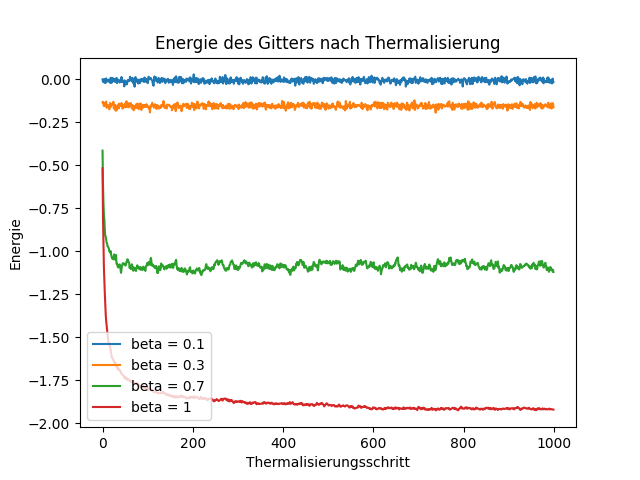 Energie des Gitters nach Thermalisierung
Energie
0.00
−0.25
−0.50
−0.75
−1.00
−1.25
−1.50
−1.75
−2.00
beta = 0.1
beta = 0.3
beta = 0.7
beta = 1
0 200 400 600 800 1000
Thermalisierungsschritt